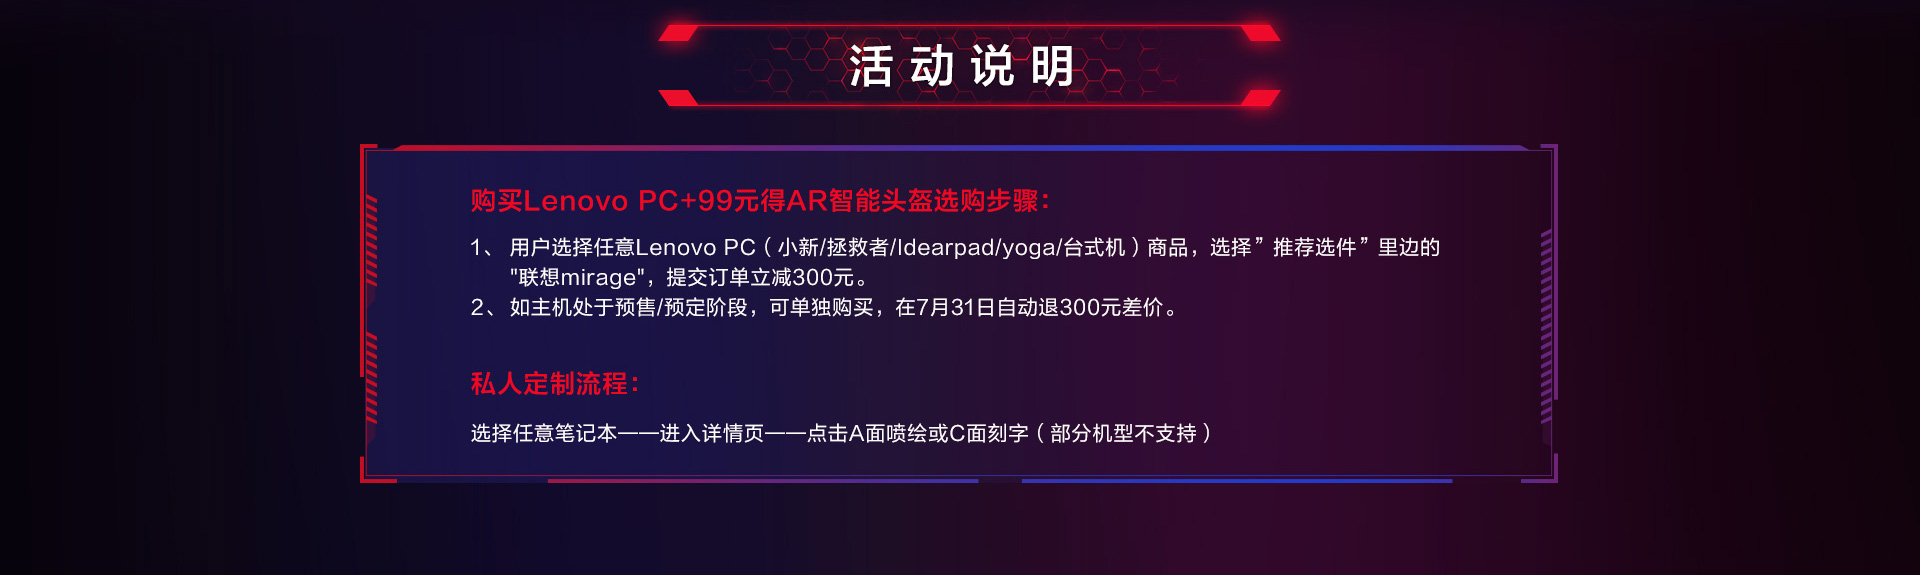 活动说明
购买Lenovo PC+99元得AR智能头盔选购步骤：
1、 用户选择任意Lenovo PC（小新/拯救者/Idearpad/yoga/台式机）商品，选择”推荐选件”里边的
"联想mirage"，提交订单立减300元。
2、 如主机处于预售/预定阶段，可单独购买，在7月31日自动退300元差价。
私人定制流程：
选择任意笔记本——进入详情页——点击A面喷绘或C面刻字（部分机型不支持）